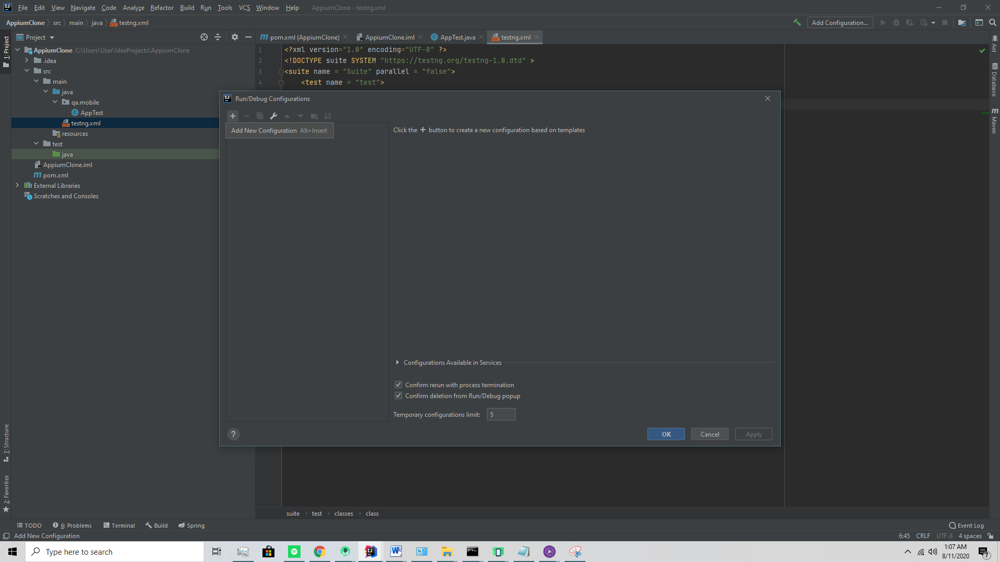 File Edit View Navigate Code Analyze Refactor Build Run Tools VCS Window Help AppiumClone - testng.xml
AppiumClone src main java testng.xml
Add Configuration...
Project
pom.xml (AppiumClone) AppiumClone.iml AppTest.java testng.xml
1: Project
7: Structure
2: Favorites
AppiumClone C:\Users\User\IdeaProjects\AppiumClone
.idea
src
main
java
qa.mobile
AppTest
testng.xml
resources
test
java
AppiumClone.iml
pom.xml
External Libraries
Scratches and Consoles
1 <?xml version="1.0" encoding="UTF-8" ?>
2 <!DOCTYPE suite SYSTEM "https://testng.org/testng-1.0.dtd" >
3 <suite name = "Suite" parallel = "false">
4 <test name = "test">
Ant
Database
Maven
Run/Debug Configurations
Add New Configuration Alt+Insert
Click the + button to create a new configuration based on templates
Configurations Available in Services
Confirm rerun with process termination
Confirm deletion from Run/Debug popup
Temporary configurations limit: 5
?
OK Cancel Apply
suite test classes class
TODO 6: Problems Terminal Build Spring Event Log
Add New Configuration 6:45 CRLF UTF-8 4 spaces
Type here to search
1:07 AM
8/11/2020
7